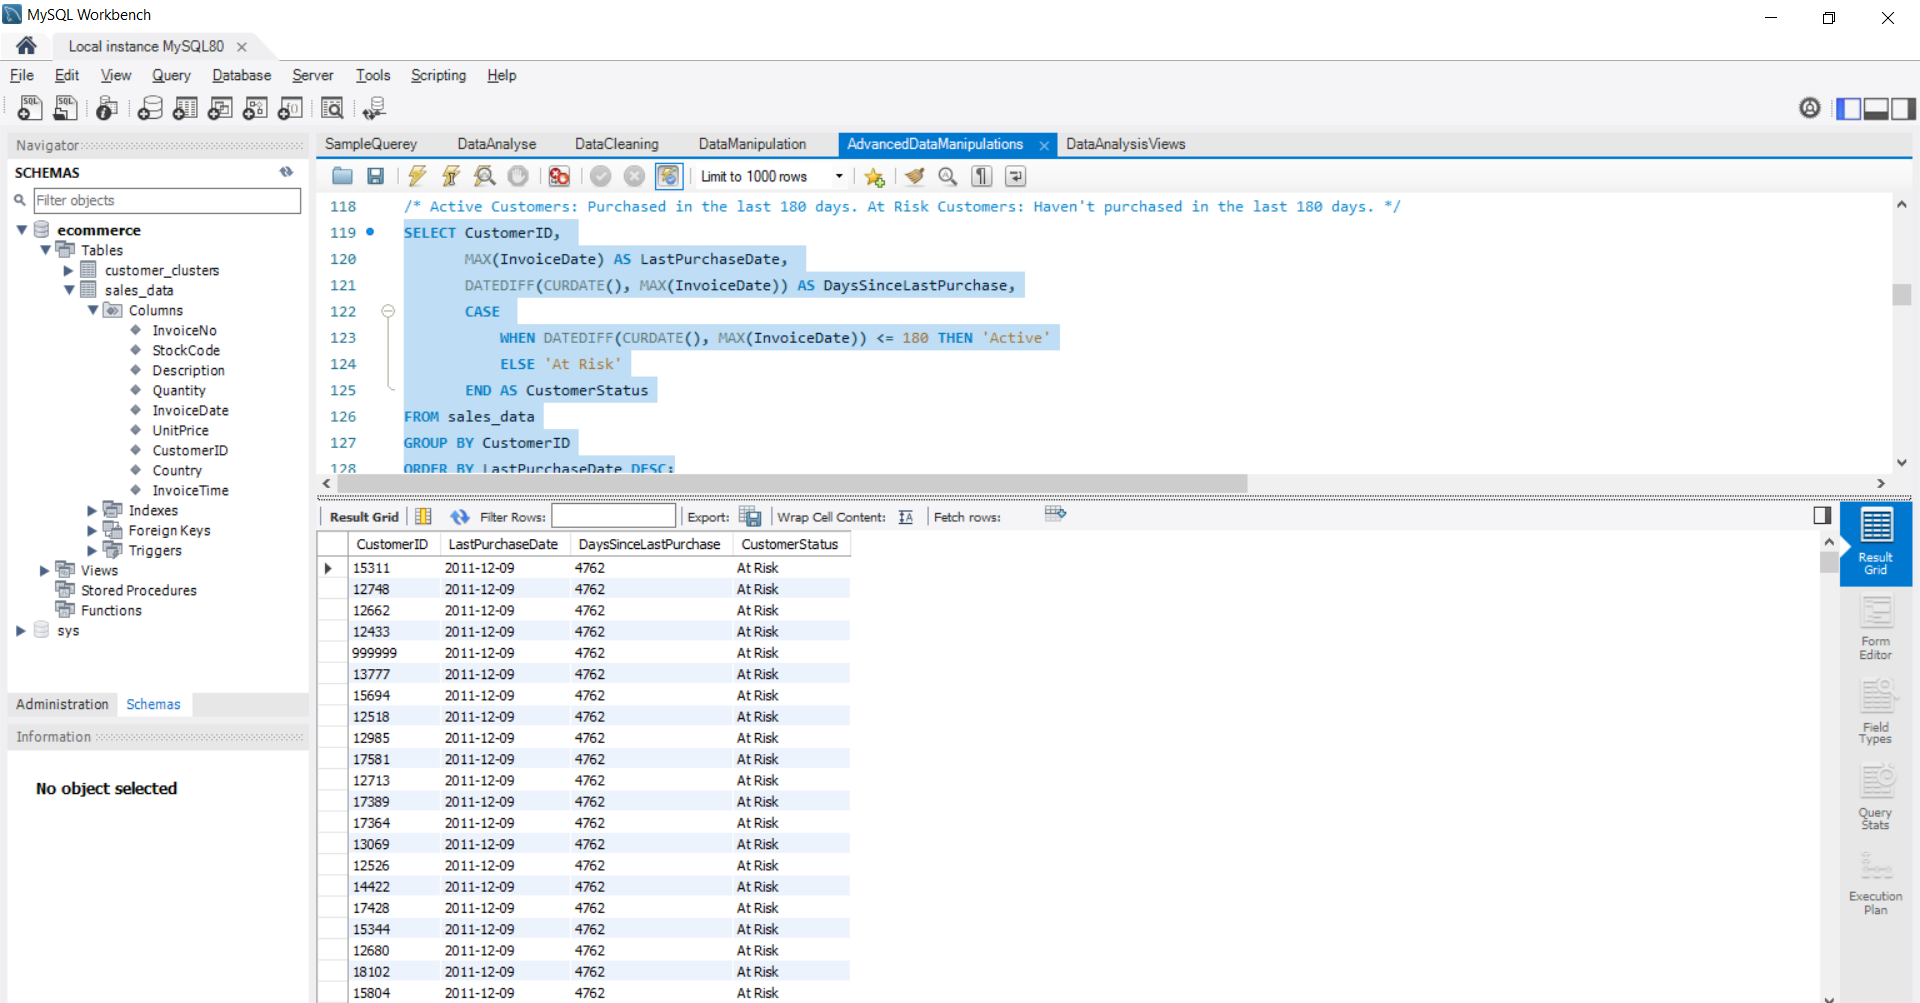 MySQL Workbench
Local instance MySQL80
File Edit View Query Database Server Tools Scripting Help
Navigator
SCHEMAS
Filter objects
ecommerce
Tables
customer_clusters
sales_data
Columns
InvoiceNo
StockCode
Description
Quantity
InvoiceDate
UnitPrice
CustomerID
Country
InvoiceTime
Indexes
Foreign Keys
Triggers
Views
Stored Procedures
Functions
sys
Administration Schemas
Information
No object selected
SampleQuerey DataAnalyse DataCleaning DataManipulation AdvancedDataManipulations DataAnalysisViews
Limit to 1000 rows
118 /* Active Customers: Purchased in the last 180 days. At Risk Customers: Haven't purchased in the last 180 days. */
119 SELECT CustomerID,
120 MAX(InvoiceDate) AS LastPurchaseDate,
121 DATEDIFF(CURDATE(), MAX(InvoiceDate)) AS DaysSinceLastPurchase,
122 CASE
123 WHEN DATEDIFF(CURDATE(), MAX(InvoiceDate)) <= 180 THEN 'Active'
124 ELSE 'At Risk'
125 END AS CustomerStatus
126 FROM sales_data
127 GROUP BY CustomerID
128 ORDER BY LastPurchaseDate DESC;
Result Grid Filter Rows: Export: Wrap Cell Content: Fetch rows:
CustomerID LastPurchaseDate DaysSinceLastPurchase CustomerStatus
15311 2011-12-09 4762 At Risk
12748 2011-12-09 4762 At Risk
12662 2011-12-09 4762 At Risk
12433 2011-12-09 4762 At Risk
999999 2011-12-09 4762 At Risk
13777 2011-12-09 4762 At Risk
15694 2011-12-09 4762 At Risk
12518 2011-12-09 4762 At Risk
12985 2011-12-09 4762 At Risk
17581 2011-12-09 4762 At Risk
12713 2011-12-09 4762 At Risk
17389 2011-12-09 4762 At Risk
17364 2011-12-09 4762 At Risk
13069 2011-12-09 4762 At Risk
12526 2011-12-09 4762 At Risk
14422 2011-12-09 4762 At Risk
17428 2011-12-09 4762 At Risk
15344 2011-12-09 4762 At Risk
12680 2011-12-09 4762 At Risk
18102 2011-12-09 4762 At Risk
15804 2011-12-09 4762 At Risk
Result
Grid
Form
Editor
Field
Types
Query
Stats
Execution
Plan